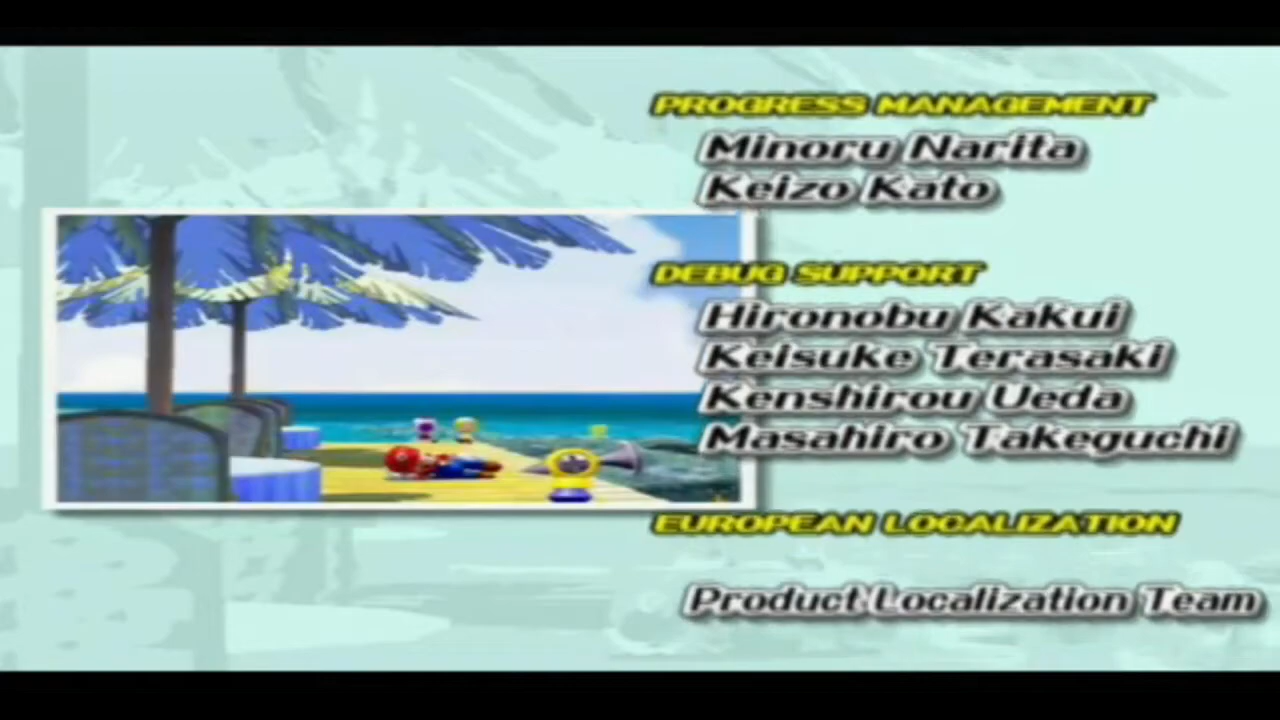 PROGRESS MANAGEMENT
Minoru Narita
Keizo Kato
DEBUG SUPPORT
Hironobu Kakui
Keisuke Terasaki
Kenshirou Ueda
Masahiro Takeguchi
EUROPEAN LOCALIZATION
Product Localization Team